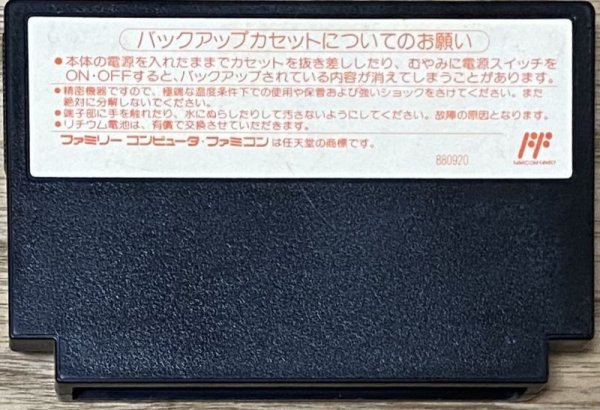 バックアップカセットについてのお願い
●本体の電源を入れたままでカセットを抜き差ししたり、むやみに電源スイッチを
ON・OFFすると、バックアップされている内容が消えてしまうことがあります。
●精密機器ですので、極端な温度条件下での使用や保管および強いショックをさけてください。また
絶対に分解しないでください。
●端子部に手を触れたり、水にぬらしたりして汚さないようにしてください。故障の原因となります。
●リチウム電池は、有償で交換させていただきます。
ファミリーコンピュータ・ファミコンは任天堂の商標です。
880920